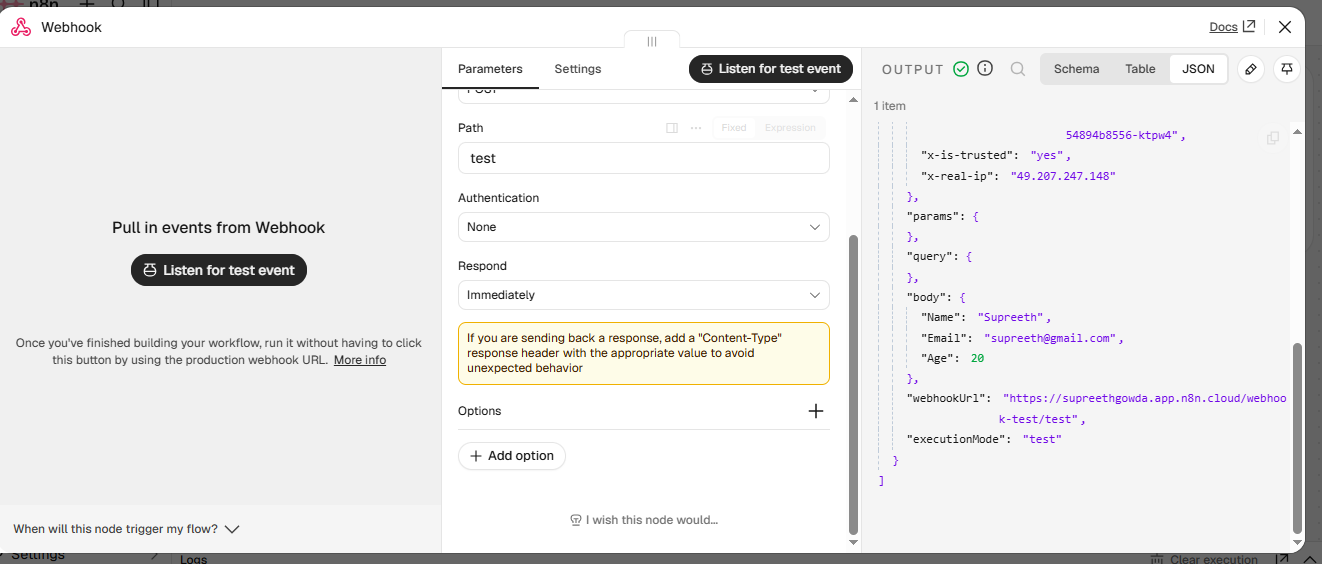 n8n
Webhook
Docs
Parameters
Settings
Listen for test event
POST
Path
Fixed
Expression
test
Authentication
None
Respond
Immediately
If you are sending back a response, add a "Content-Type"
response header with the appropriate value to avoid
unexpected behavior
Options
Add option
I wish this node would...
Pull in events from Webhook
Listen for test event
Once you've finished building your workflow, run it without having to click
this button by using the production webhook URL. More info
When will this node trigger my flow?
OUTPUT
Schema
Table
JSON
1 item
54894b8556-ktpw4",
"x-is-trusted": "yes",
"x-real-ip": "49.207.247.148"
},
"params": {
},
"query": {
},
"body": {
"Name": "Supreeth",
"Email": "supreeth@gmail.com",
"Age": 20
},
"webhookUrl": "https://supreethgowda.app.n8n.cloud/webhoo
k-test/test",
"executionMode": "test"
}
]
Settings
Logs
Clear execution